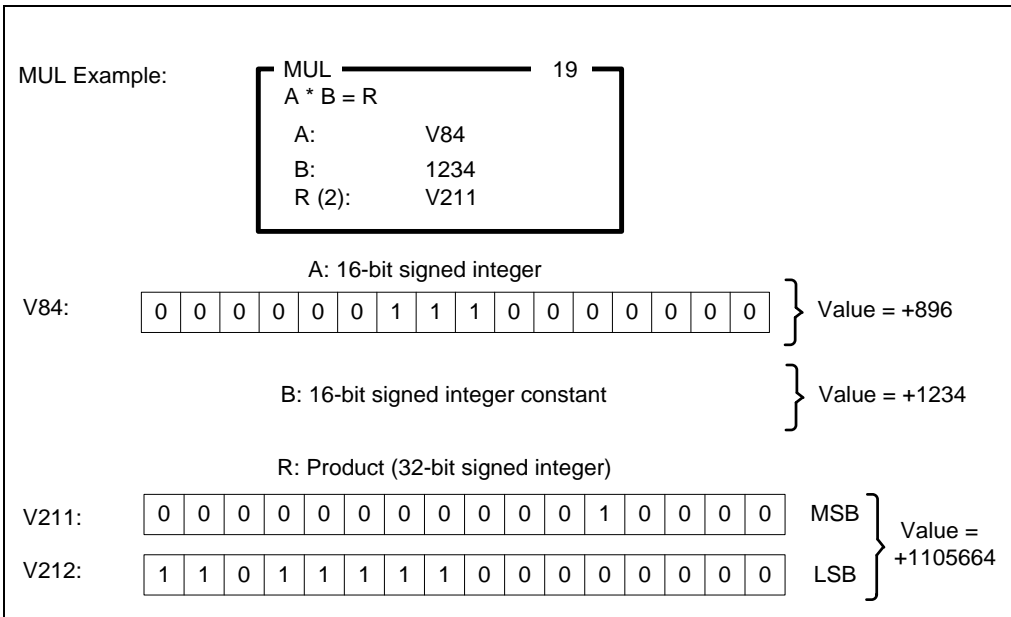 MUL Example:
MUL 19
A * B = R
A: V84
B: 1234
R (2): V211
A: 16-bit signed integer
V84: 0 0 0 0 0 0 1 1 1 0 0 0 0 0 0 0 Value = +896
B: 16-bit signed integer constant Value = +1234
R: Product (32-bit signed integer)
V211: 0 0 0 0 0 0 0 0 0 0 0 1 0 0 0 0 MSB
V212: 1 1 0 1 1 1 1 1 0 0 0 0 0 0 0 0 LSB
Value =
+1105664